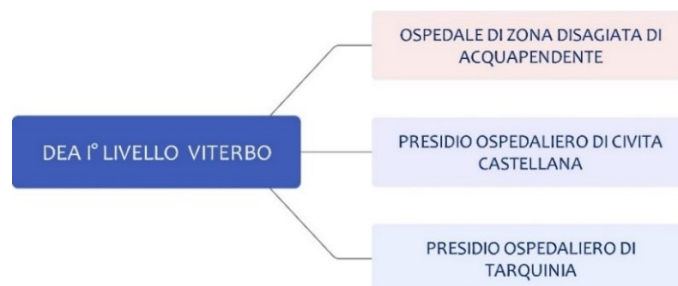 OSPEDALE DI ZONA DISAGIATA DI
ACQUAPENDENTE
DEA I° LIVELLO VITERBO
PRESIDIO OSPEDALIERO DI CIVITA
CASTELLANA
PRESIDIO OSPEDALIERO DI
TARQUINIA